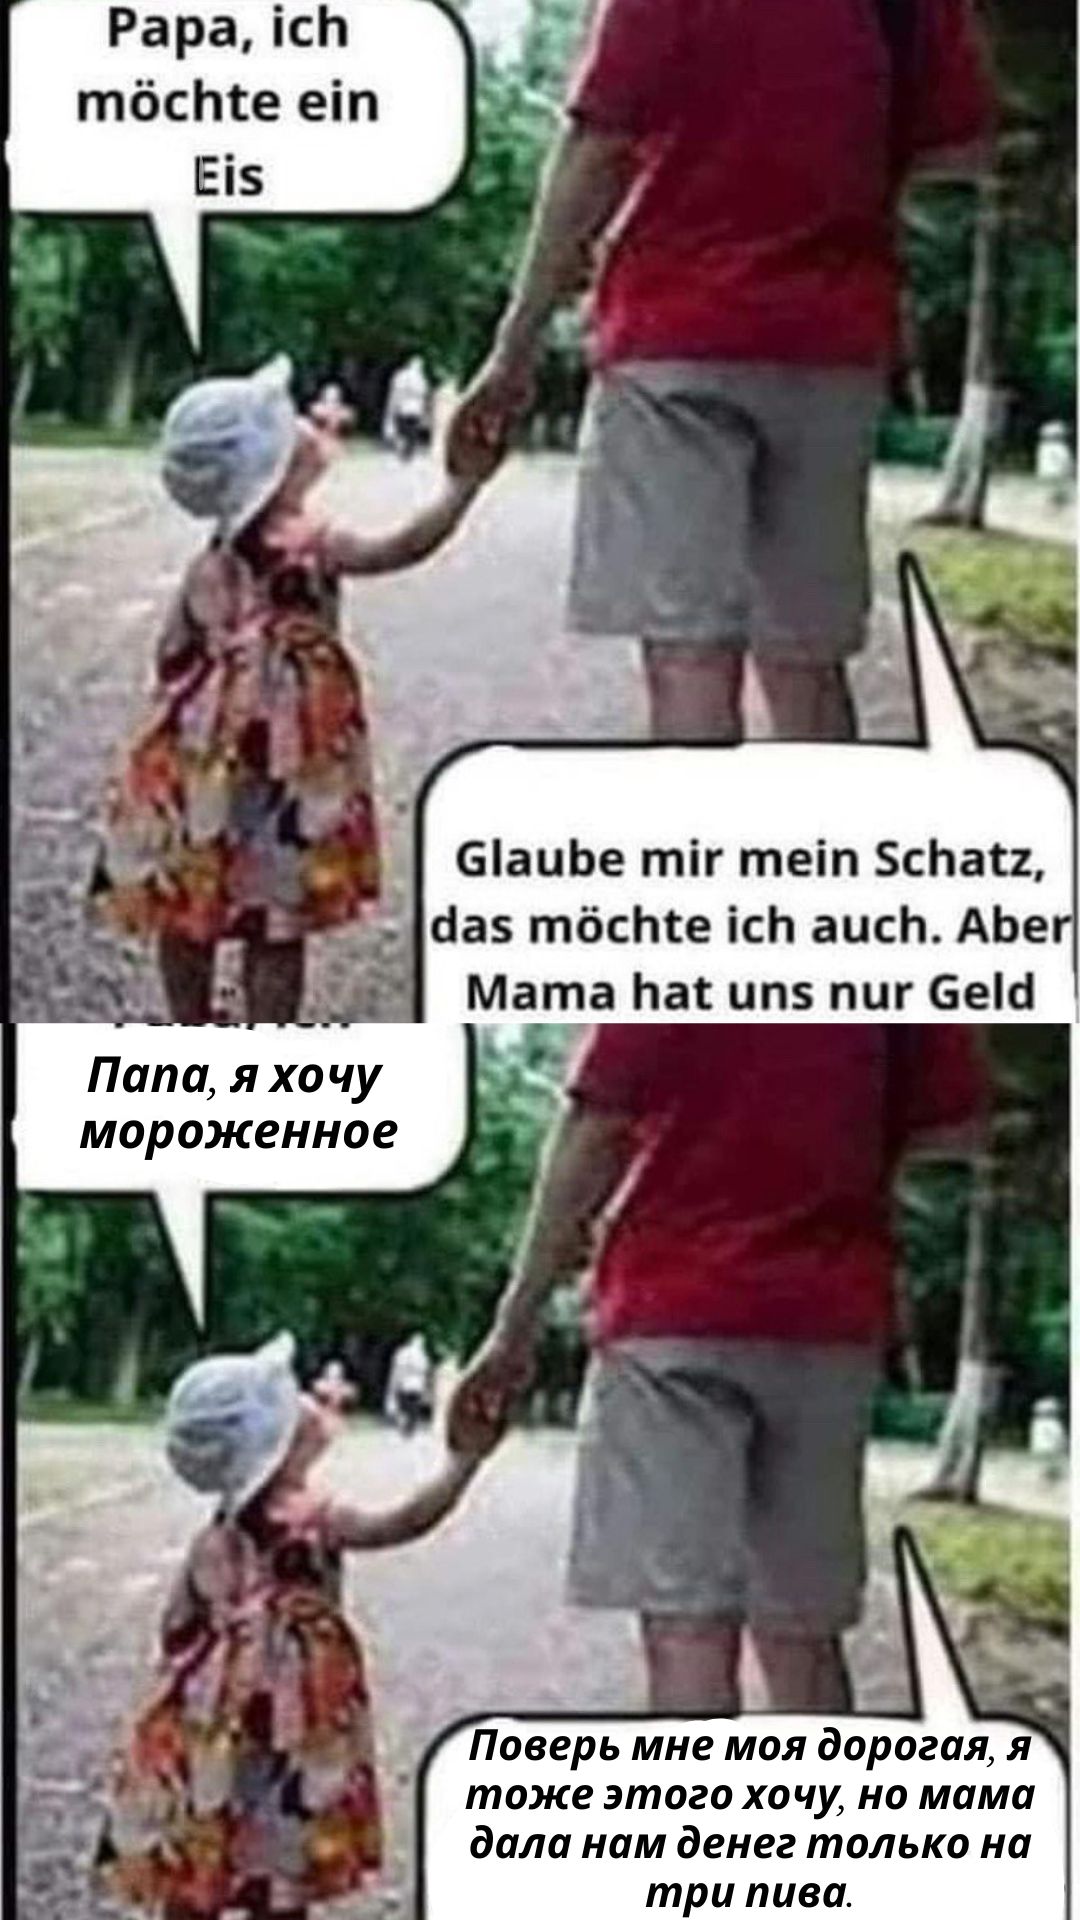 Papa, ich
möchte ein
Eis
Glaube mir mein Schatz,
das möchte ich auch. Aber
Mama hat uns nur Geld
Папа, я хочу
мороженное
Поверь мне моя дорогая, я
тоже этого хочу, но мама
дала нам денег только на
три пива.